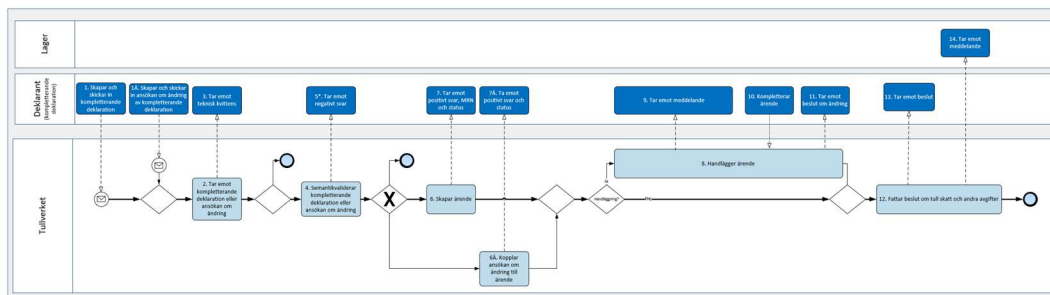 Lager
14. Tar emot
meddelande
Deklarant
(kompletterande
deklaration)
1. Skapar och
skickar in
kompletterande
deklaration
1Ä. Skapar och skickar
in ansökan om ändring
av kompletterande
deklaration
3. Tar emot
teknisk kvittens
5*. Tar emot
negativt svar
7. Tar emot
positivt svar, MRN
och status
7Ä. Ta emot
positivt svar och
status
9. Tar emot meddelande
10. Kompletterar
ärende
11. Tar emot
beslut om ändring
13. Tar emot beslut
Tullverket
2. Tar emot
kompletterande
deklaration eller
ansökan om
ändring
4. Semantikvaliderar
kompletterande
deklaration eller
ansökan om ändring
X
6. Skapar ärende
6Ä. Kopplar
ansökan om
ändring till
ärende
Handläggning?
Nej
8. Handlägger ärende
12. Fattar beslut om tull skatt och andra avgifter